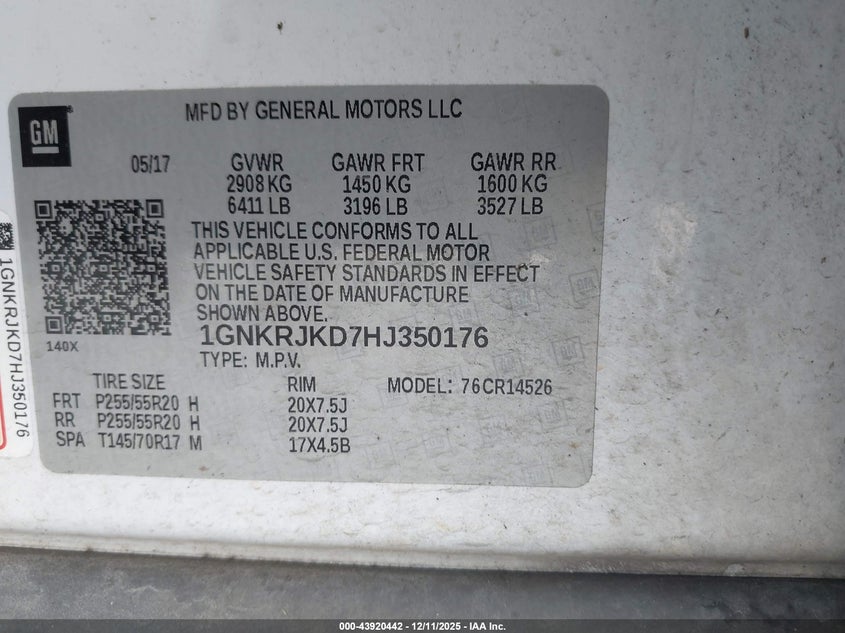 GM
MFD BY GENERAL MOTORS LLC
05/17 GVWR GAWR FRT GAWR RR
2908 KG 1450 KG 1600 KG
6411 LB 3196 LB 3527 LB
THIS VEHICLE CONFORMS TO ALL
APPLICABLE U.S. FEDERAL MOTOR
VEHICLE SAFETY STANDARDS IN EFFECT
ON THE DATE OF MANUFACTURE
SHOWN ABOVE.
1GNKRJKD7HJ350176
140X
TYPE: M.P.V.
TIRE SIZE RIM MODEL: 76CR14526
FRT P255/55R20 H 20X7.5J
RR P255/55R20 H 20X7.5J
SPA T145/70R17 M 17X4.5B
1GNKRJKD7HJ350176
000-43920442 - 12/11/2025 - IAA Inc.